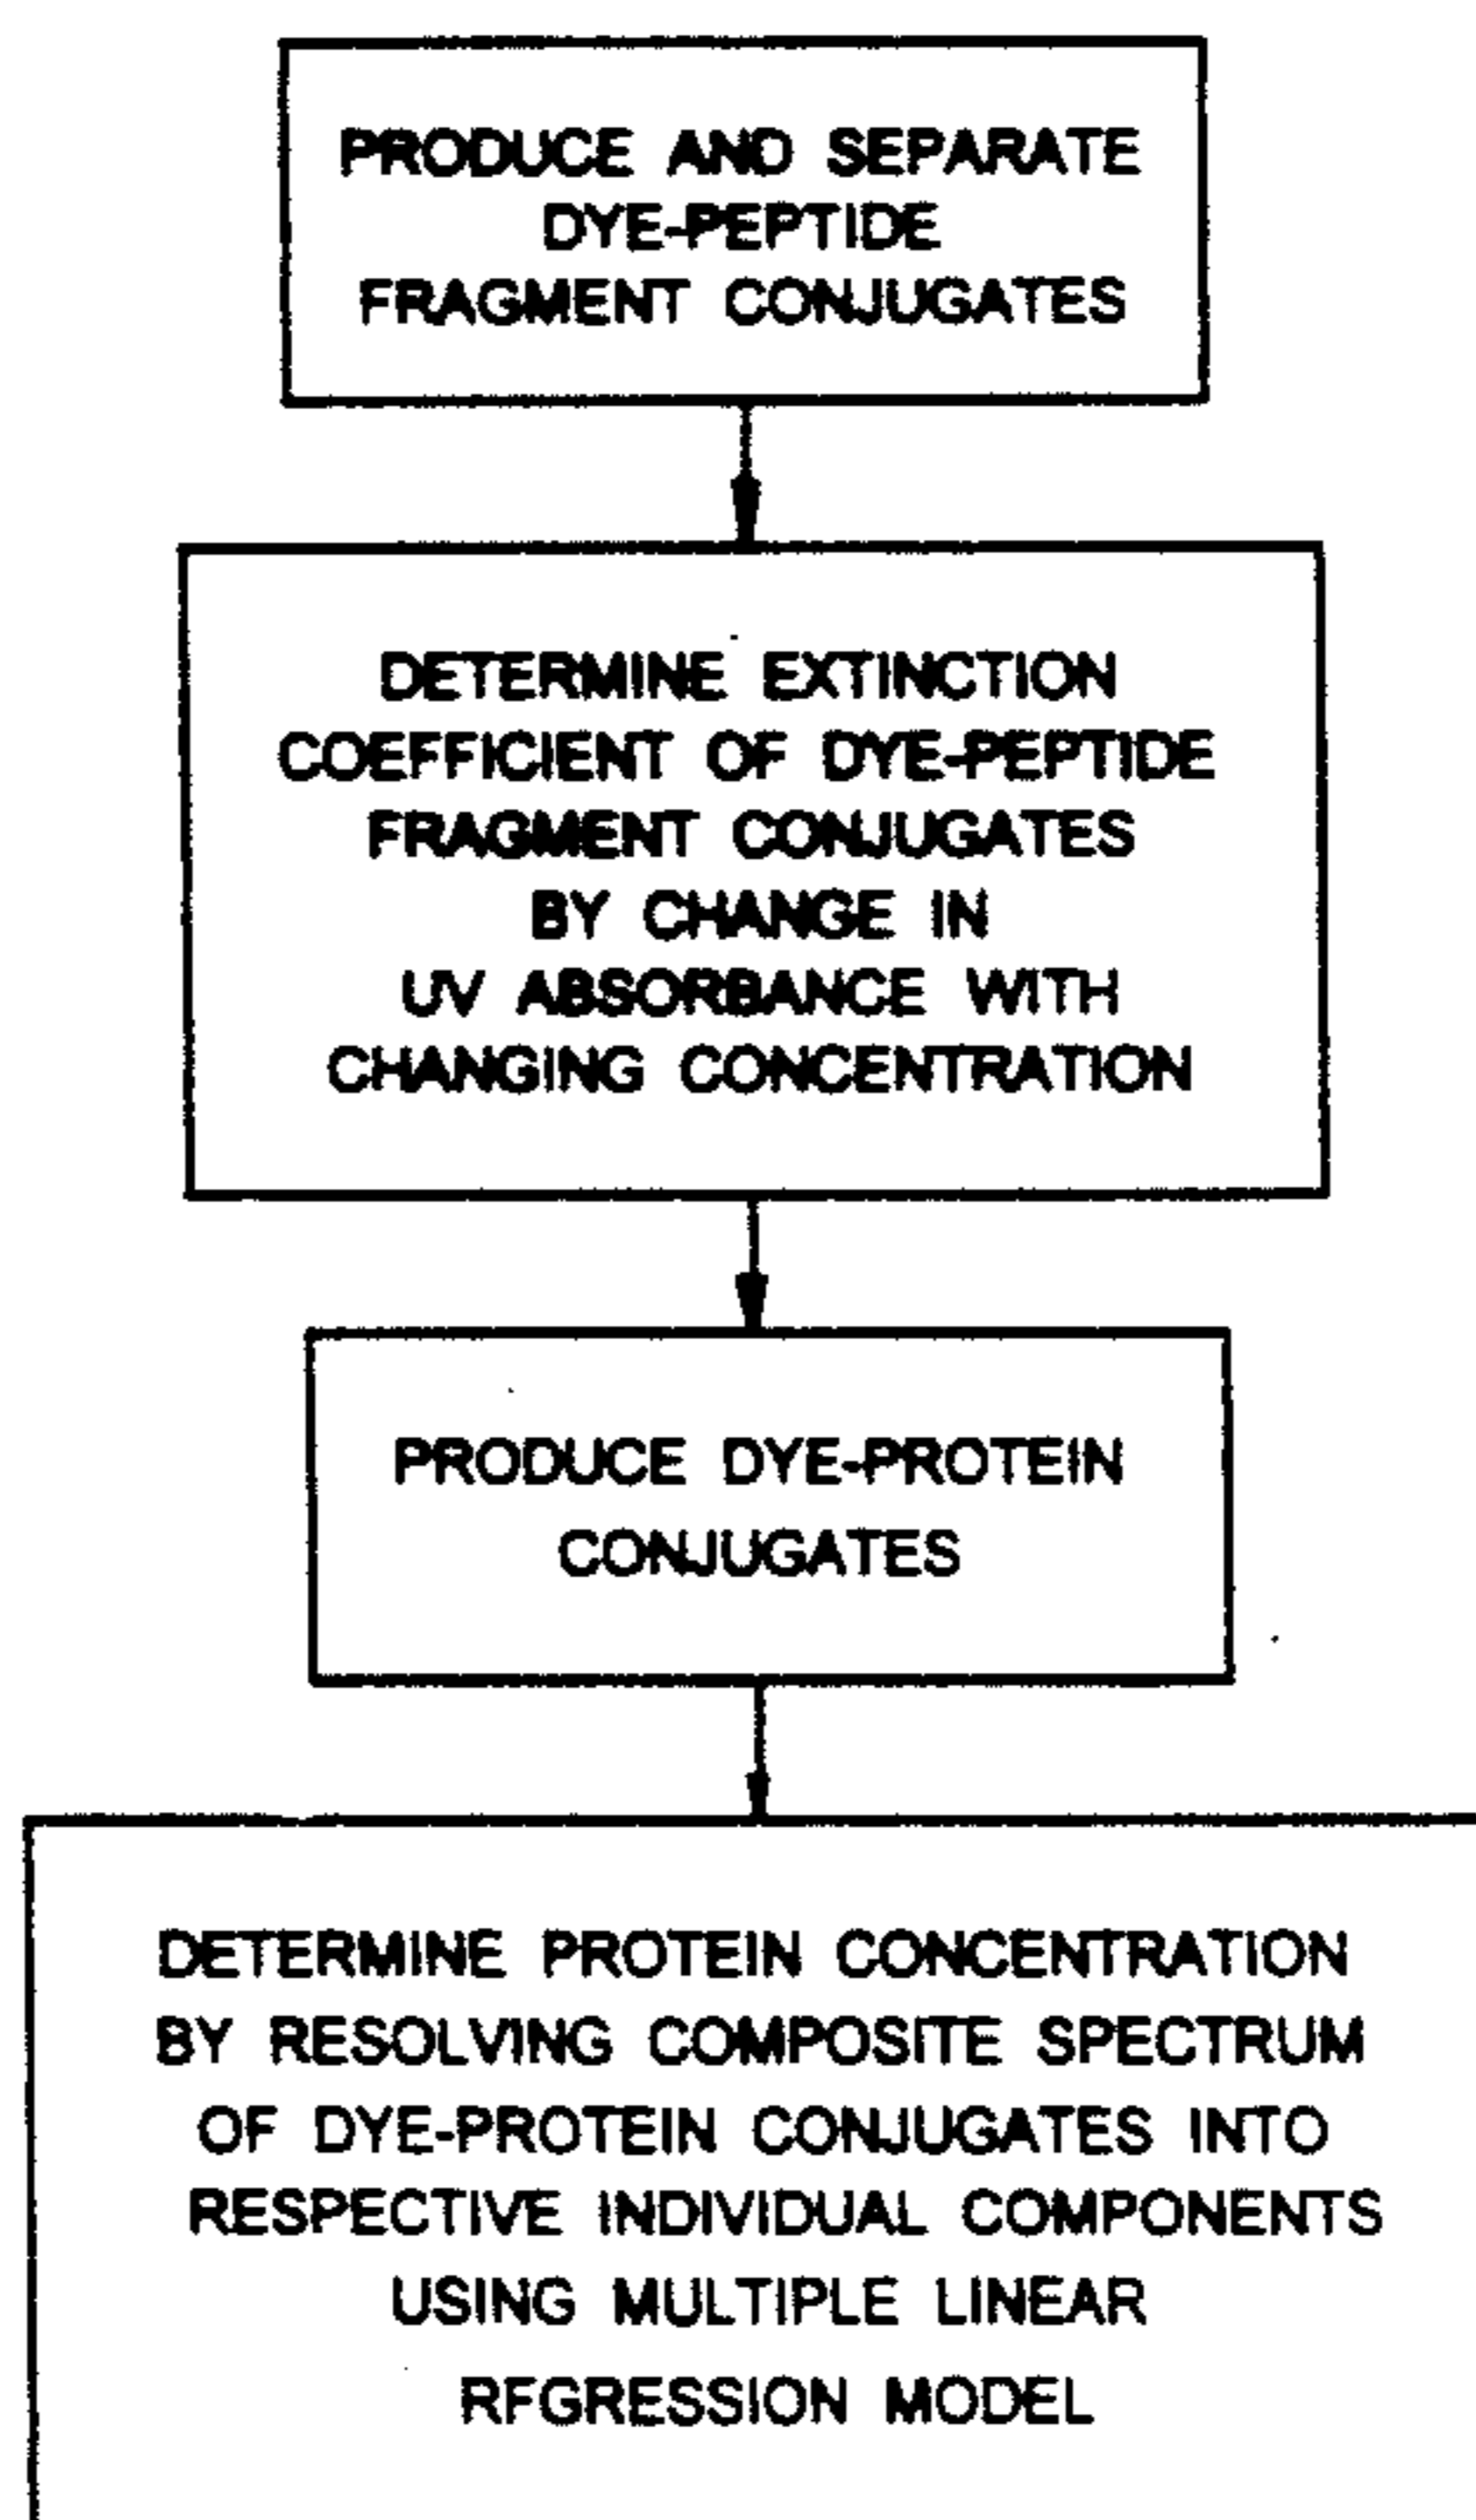 PRODUCE AND SEPARATE
DYE-PEPTIDE
FRAGMENT CONJUGATES
DETERMINE EXTINCTION
COEFFICIENT OF DYE-PEPTIDE
FRAGMENT CONJUGATES
BY CHANGE IN
UV ABSORBANCE WITH
CHANGING CONCENTRATION
PRODUCE DYE-PROTEIN
CONJUGATES
DETERMINE PROTEIN CONCENTRATION
BY RESOLVING COMPOSITE SPECTRUM
OF DYE-PROTEIN CONJUGATES INTO
RESPECTIVE INDIVIDUAL COMPONENTS
USING MULTIPLE LINEAR
RFGRESSION MODEL